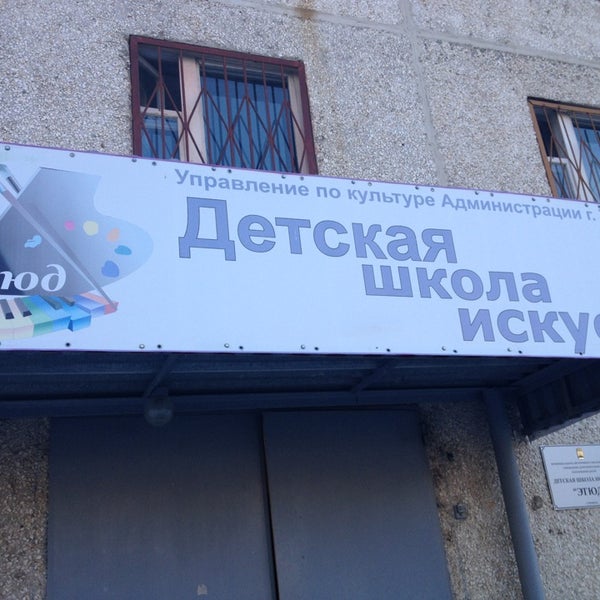 Управление по культуре Администрации г.
Детская
школа
искус
юд
ДЕТСКАЯ ШКОЛА
"ЭТЮД